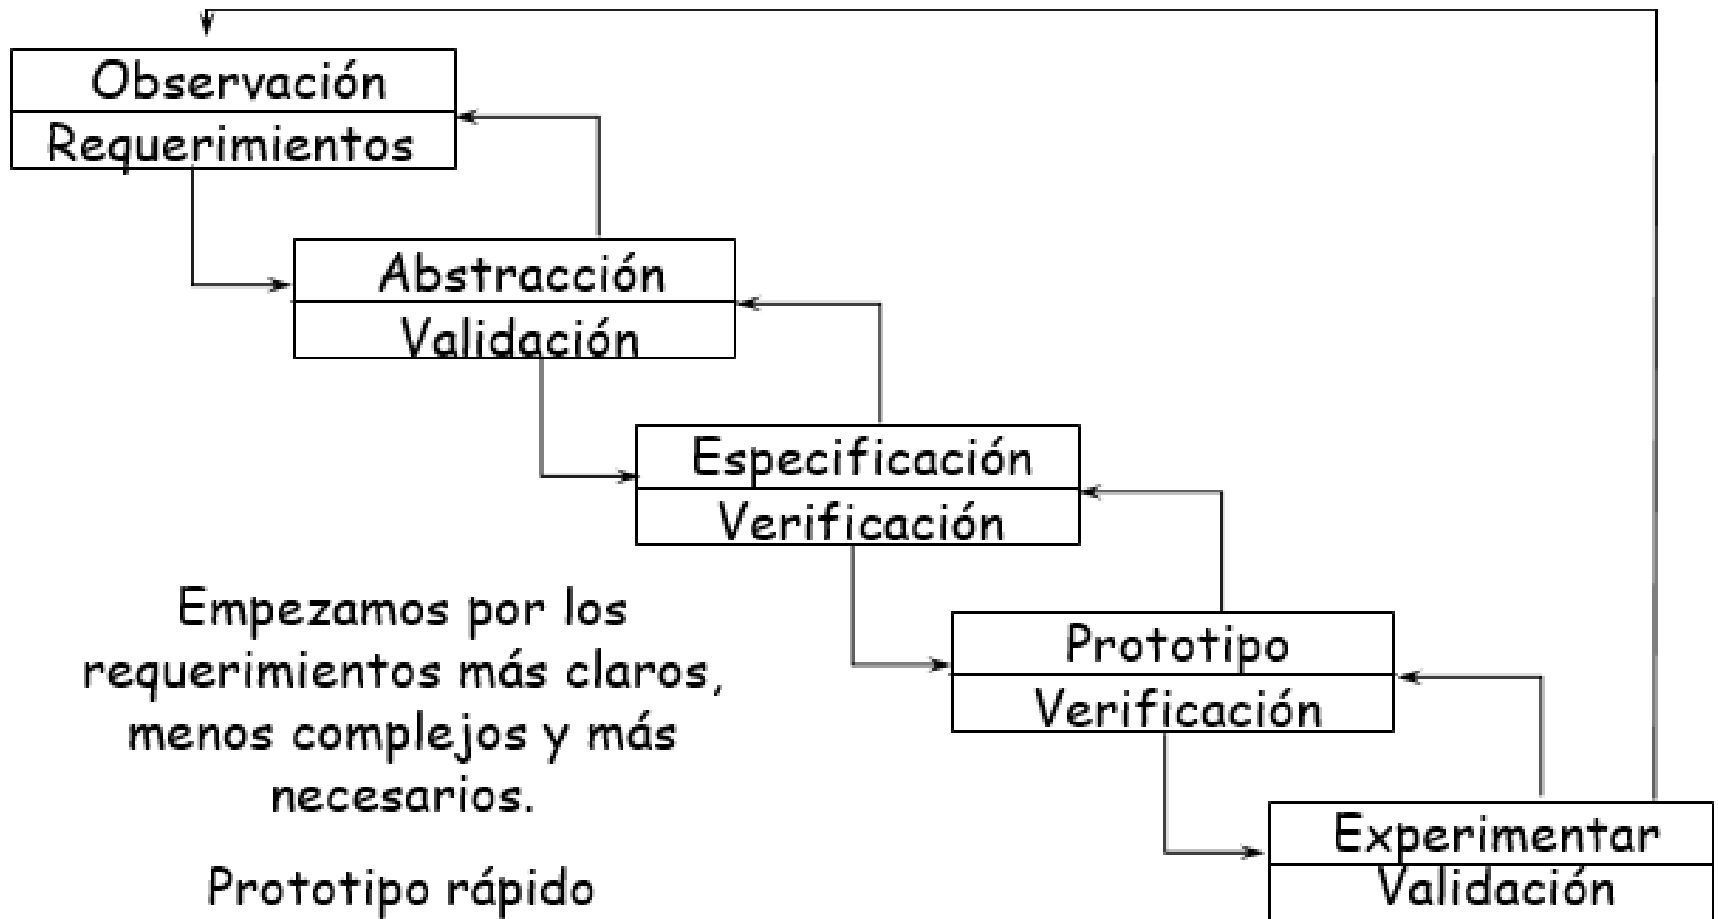 Observación
Requerimientos
Abstracción
Validación
Especificación
Verificación
Prototipo
Verificación
Experimentar
Validación
Empezamos por los
requerimientos más claros,
menos complejos y más
necesarios.
Prototipo rápido